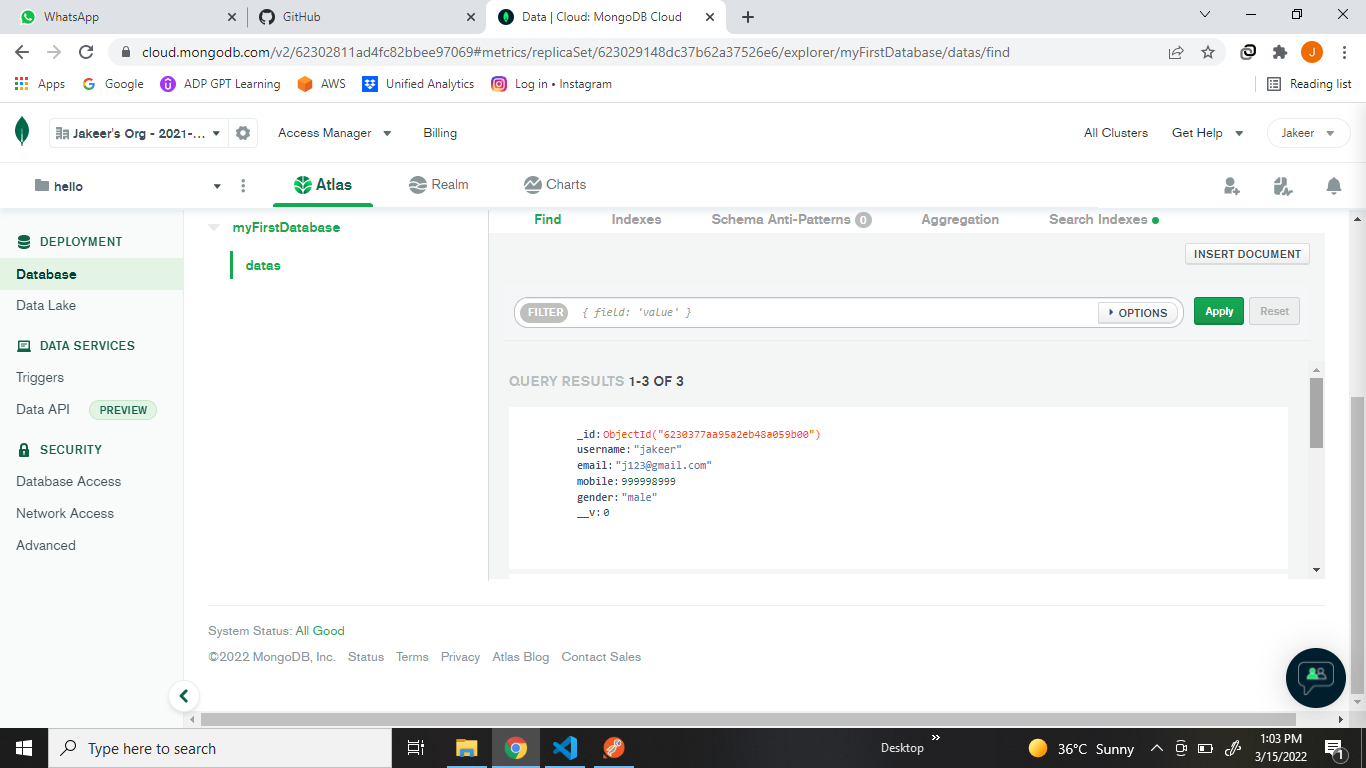 WhatsApp
GitHub
Data | Cloud: MongoDB Cloud
cloud.mongodb.com/v2/62302811ad4fc82bbee97069#metrics/replicaSet/623029148dc37b62a37526e6/explorer/myFirstDatabase/datas/find
J
Apps
Google
ADP GPT Learning
AWS
Unified Analytics
Log in • Instagram
Reading list
Jakeer's Org - 2021-...
Access Manager
Billing
All Clusters
Get Help
Jakeer
hello
Atlas
Realm
Charts
DEPLOYMENT
Database
Data Lake
DATA SERVICES
Triggers
Data API PREVIEW
SECURITY
Database Access
Network Access
Advanced
myFirstDatabase
datas
Find
Indexes
Schema Anti-Patterns 0
Aggregation
Search Indexes
INSERT DOCUMENT
FILTER { field: 'value' }
OPTIONS
Apply
Reset
QUERY RESULTS 1-3 OF 3
_id: ObjectId("6230377aa95a2eb48a059b00")
username: "jakeer"
email: "j123@gmail.com"
mobile: 999998999
gender: "male"
__v: 0
System Status: All Good
©2022 MongoDB, Inc. Status Terms Privacy Atlas Blog Contact Sales
Type here to search
Desktop
36°C Sunny
1:03 PM
3/15/2022
1